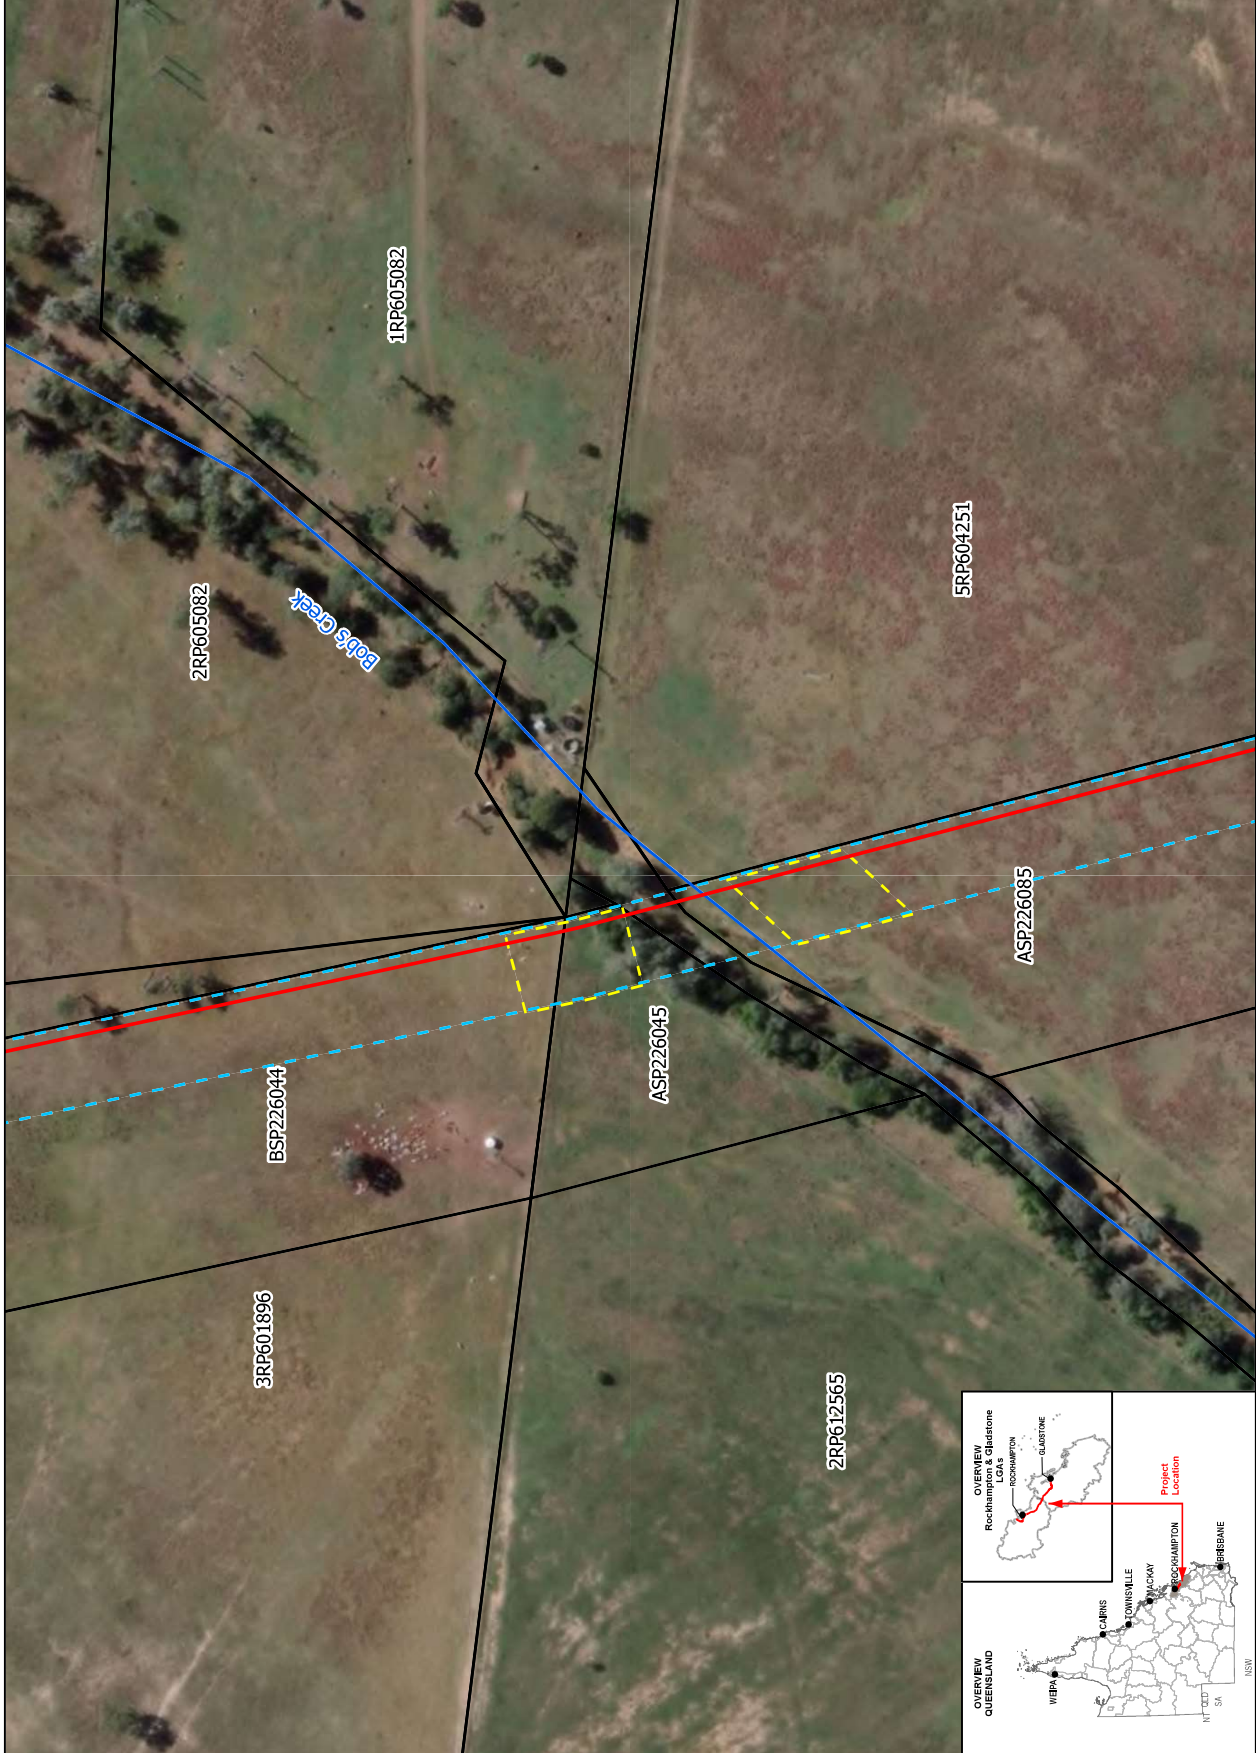 2RP605082
1RP605082
Bob's Creek
5RP604251
BSP226044
ASP226045
ASP226085
3RP601896
2RP612565
OVERVIEW
QUEENSLAND
WEIPA
CAIRNS
TOWNSVILLE
MACKAY
ROCKHAMPTON
BRISBANE
NT
QLD
SA
NSW
OVERVIEW
Rockhampton & Gladstone
LGAs
ROCKHAMPTON
GLADSTONE
Project
Location